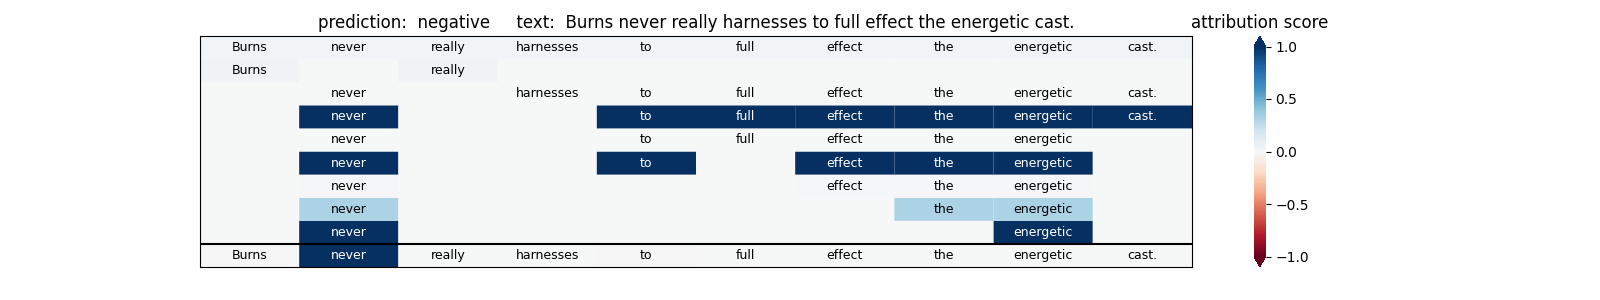 prediction:  negative     text:  Burns never really harnesses to full effect the energetic cast.     attribution score
Burns never really harnesses to full effect the energetic cast.
Burns really
never harnesses to full effect the energetic cast.
never to full effect the energetic cast.
never to full effect the energetic
never to effect the energetic
never effect the energetic
never the energetic
never energetic
Burns never really harnesses to full effect the energetic cast.
1.0
0.5
0.0
−0.5
−1.0